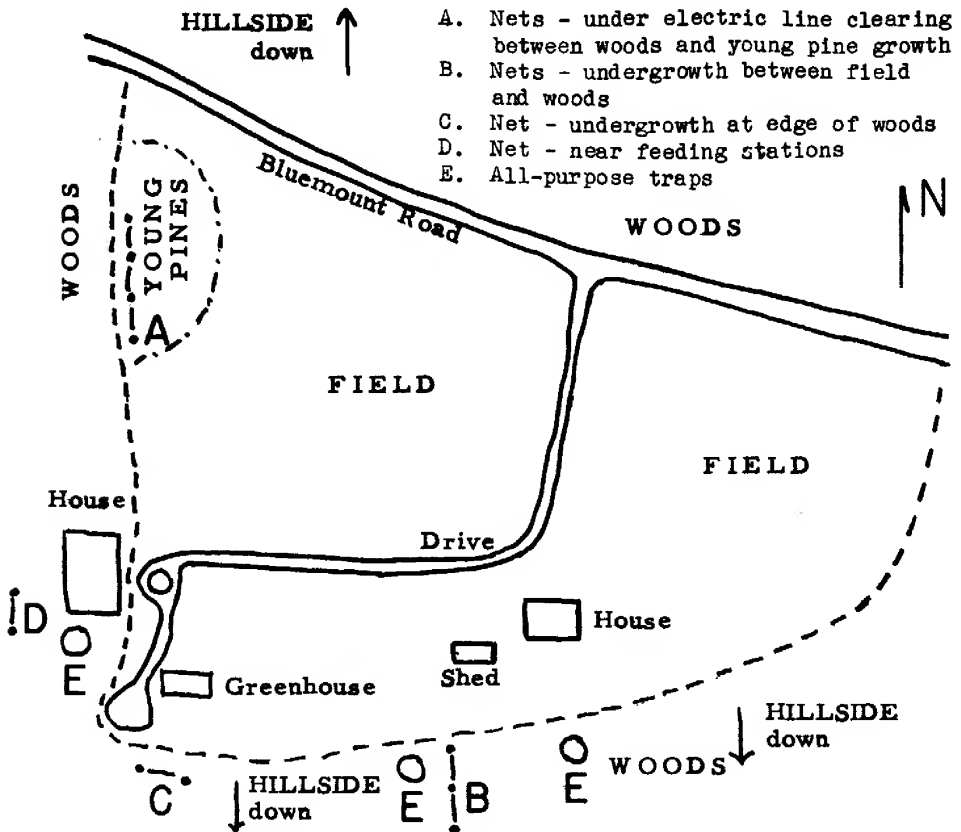 HILLSIDE
down
A. Nets - under electric line clearing
between woods and young pine growth
B. Nets - undergrowth between field
and woods
C. Net - undergrowth at edge of woods
D. Net - near feeding stations
E. All-purpose traps
N
WOODS
YOUNG
PINES
A
Bluemount Road
WOODS
FIELD
FIELD
House
Drive
D
E
House
Shed
Greenhouse
HILLSIDE
down
C
HILLSIDE
down
E
B
E
WOODS